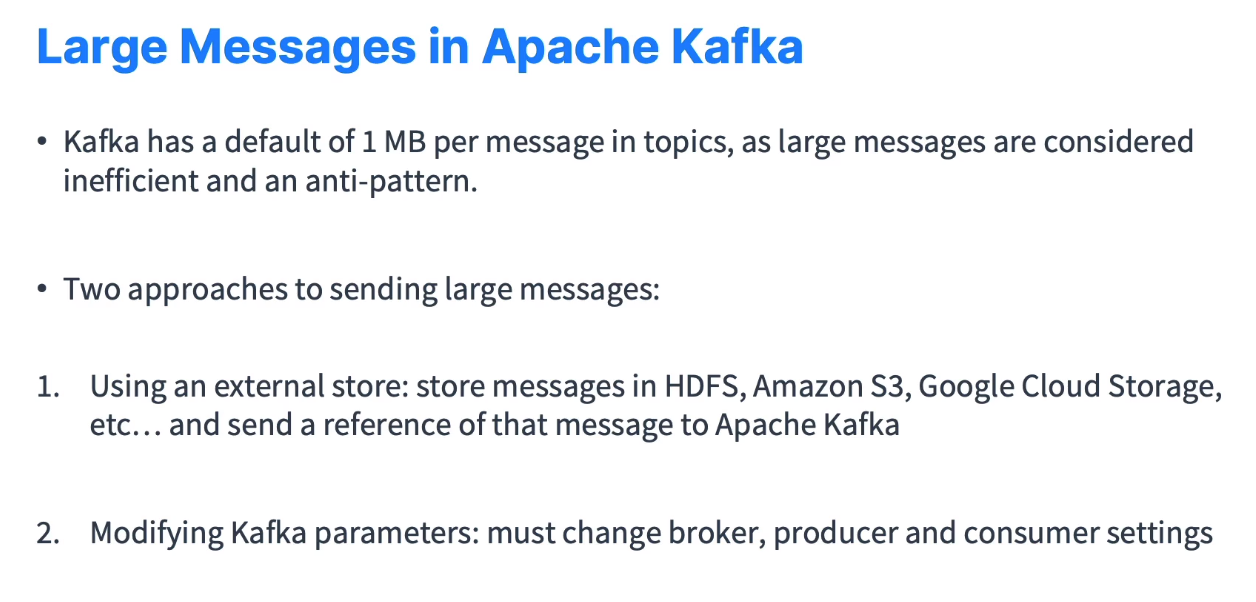 Large Messages in Apache Kafka
• Kafka has a default of 1 MB per message in topics, as large messages are considered
inefficient and an anti-pattern.
• Two approaches to sending large messages:
1. Using an external store: store messages in HDFS, Amazon S3, Google Cloud Storage,
etc… and send a reference of that message to Apache Kafka
2. Modifying Kafka parameters: must change broker, producer and consumer settings